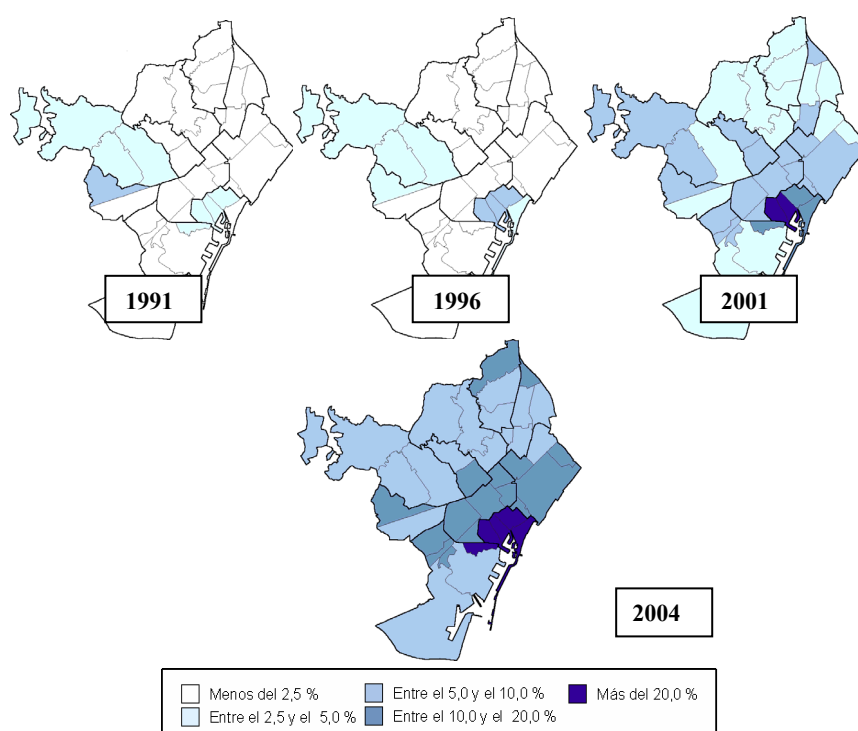 1991
1996
2001
2004
Menos del 2,5 %
Entre el 5,0 y el 10,0 %
Más del 20,0 %
Entre el 2,5 y el 5,0 %
Entre el 10,0 y el 20,0 %